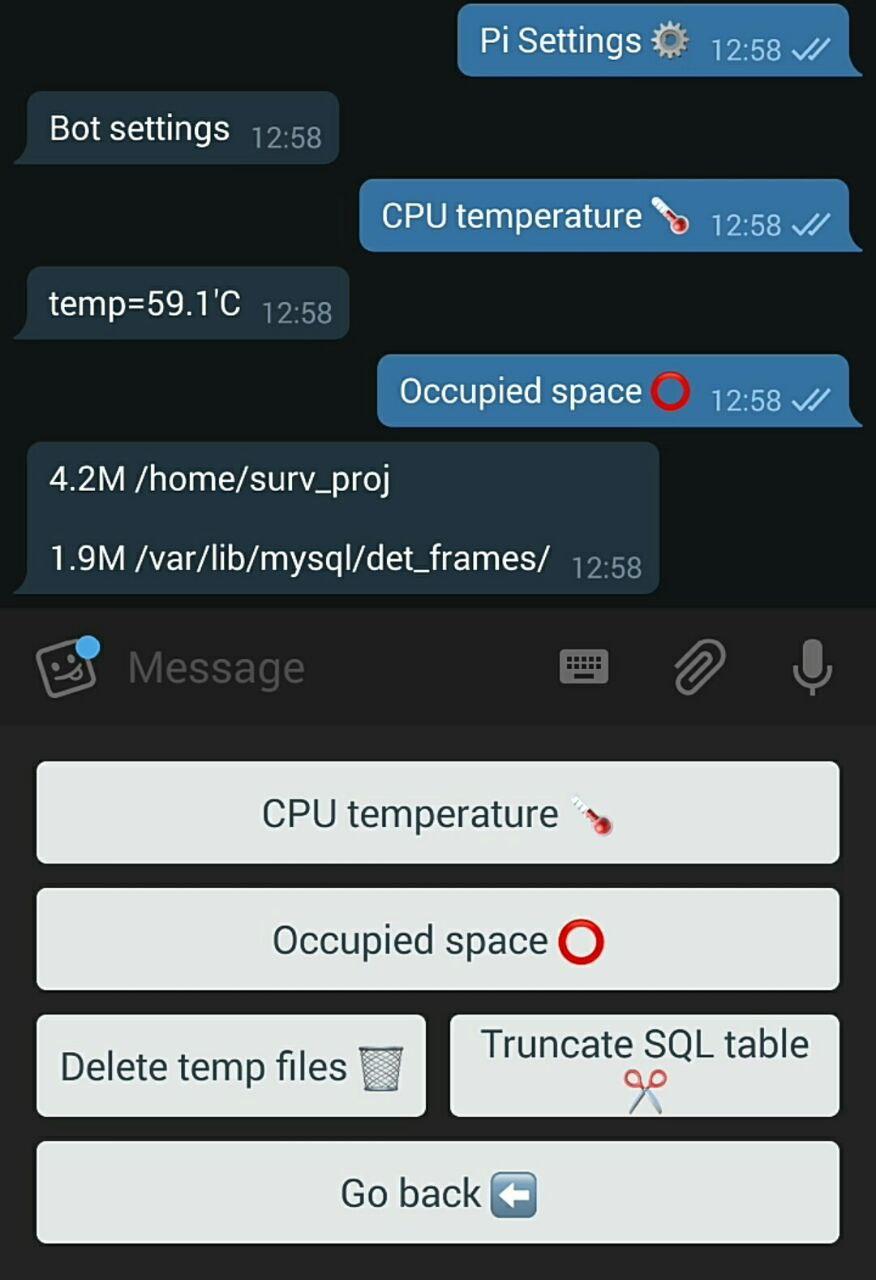 Pi Settings ⚙️ 12:58
Bot settings 12:58
CPU temperature 🌡️ 12:58
temp=59.1'C 12:58
Occupied space ⭕ 12:58
4.2M /home/surv_proj
1.9M /var/lib/mysql/det_frames/ 12:58
Message
CPU temperature 🌡️
Occupied space ⭕
Delete temp files 🗑️
Truncate SQL table
✂️
Go back ⬅️